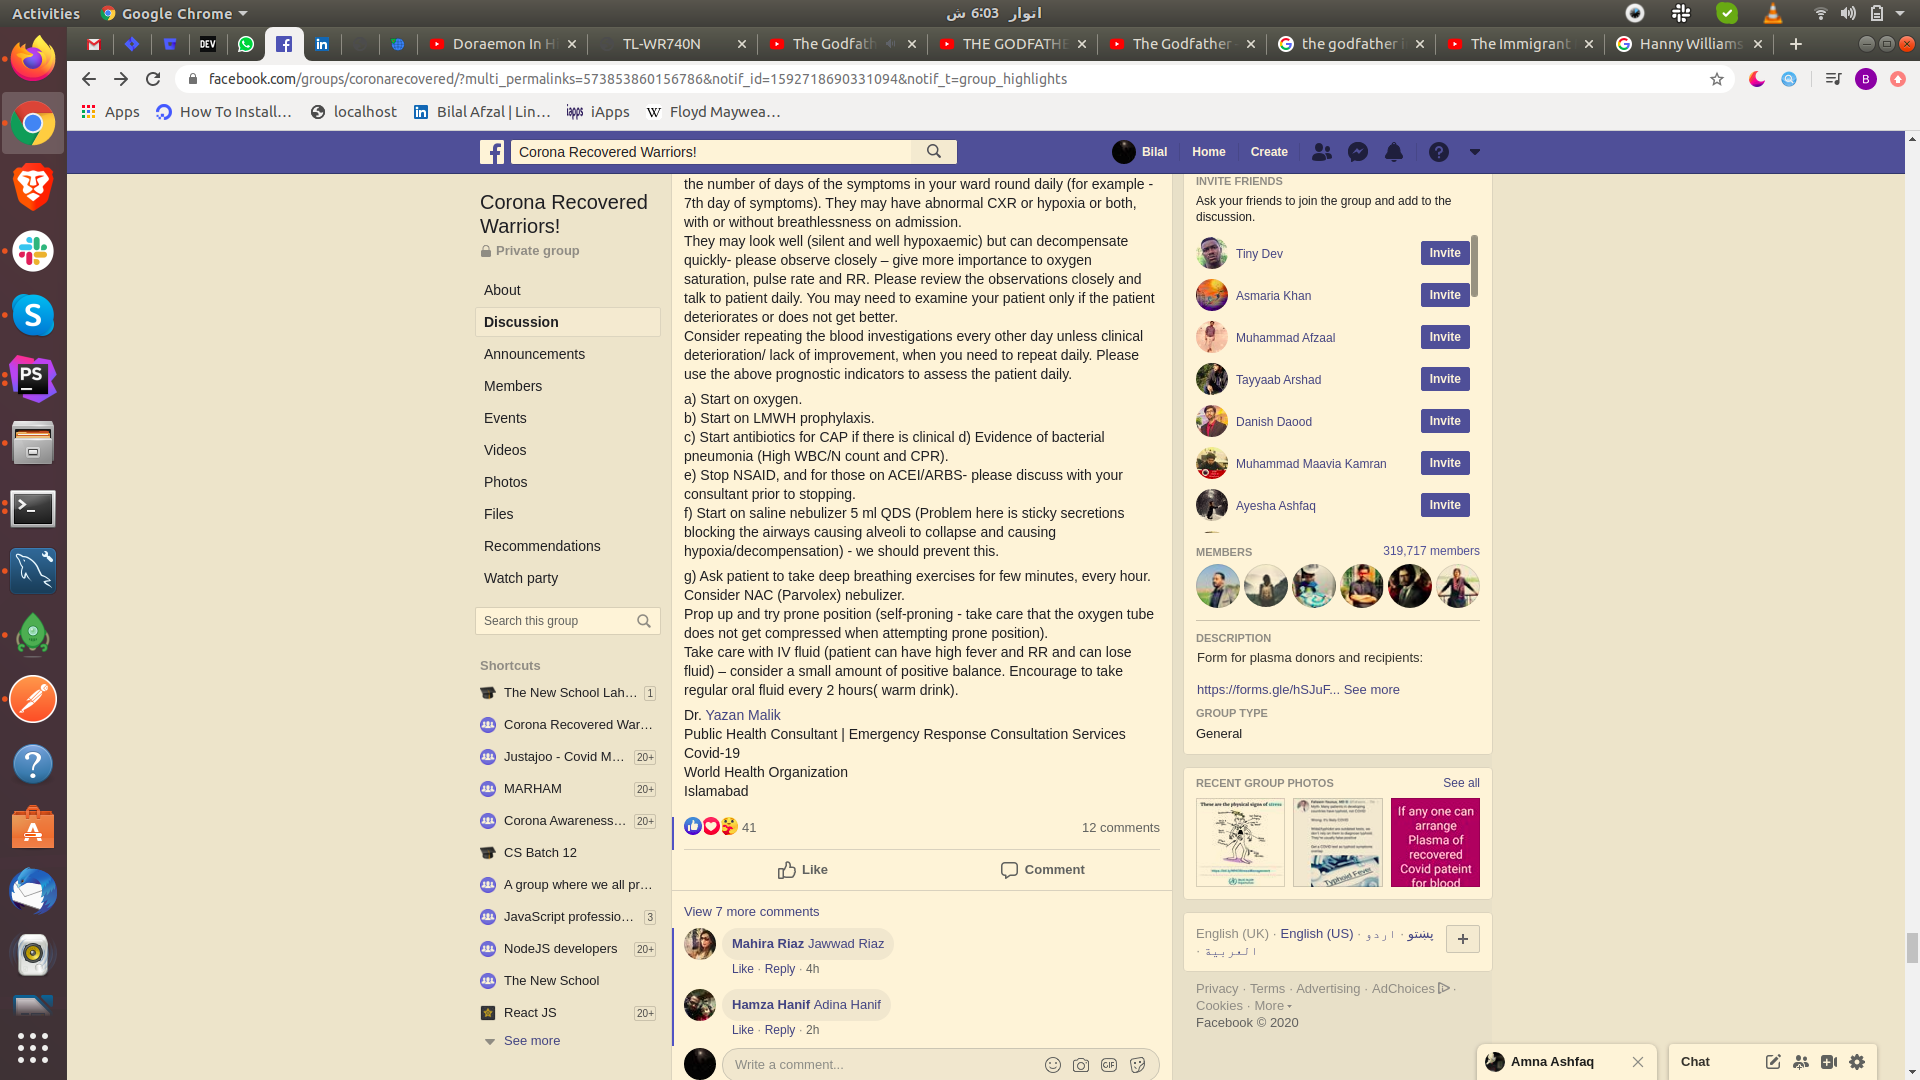 Activities
Google Chrome
اتوار 6:03 ش
DEV
Doraemon In H
TL-WR740N
The Godfath
THE GODFATHE
The Godfather
the godfather i
The Immigrant
Hanny Williams
facebook.com/groups/coronarecovered/?multi_permalinks=573853860156786&notif_id=1592718690331094&notif_t=group_highlights
B
Apps
How To Install…
localhost
Bilal Afzal | Lin…
iApps
Floyd Maywea…
Corona Recovered Warriors!
Bilal
Home
Create
Corona Recovered
Warriors!
Private group
About
Discussion
Announcements
Members
Events
Videos
Photos
Files
Recommendations
Watch party
Search this group
Shortcuts
The New School Lah… 1
Corona Recovered War…
Justajoo - Covid M… 20+
MARHAM 20+
Corona Awareness… 20+
CS Batch 12
A group where we all pr…
JavaScript professio… 3
NodeJS developers 20+
The New School
React JS 20+
See more
the number of days of the symptoms in your ward round daily (for example -
7th day of symptoms). They may have abnormal CXR or hypoxia or both,
with or without breathlessness on admission.
They may look well (silent and well hypoxaemic) but can decompensate
quickly- please observe closely – give more importance to oxygen
saturation, pulse rate and RR. Please review the observations closely and
talk to patient daily. You may need to examine your patient only if the patient
deteriorates or does not get better.
Consider repeating the blood investigations every other day unless clinical
deterioration/ lack of improvement, when you need to repeat daily. Please
use the above prognostic indicators to assess the patient daily.
a) Start on oxygen.
b) Start on LMWH prophylaxis.
c) Start antibiotics for CAP if there is clinical d) Evidence of bacterial
pneumonia (High WBC/N count and CPR).
e) Stop NSAID, and for those on ACEI/ARBS- please discuss with your
consultant prior to stopping.
f) Start on saline nebulizer 5 ml QDS (Problem here is sticky secretions
blocking the airways causing alveoli to collapse and causing
hypoxia/decompensation) - we should prevent this.
g) Ask patient to take deep breathing exercises for few minutes, every hour.
Consider NAC (Parvolex) nebulizer.
Prop up and try prone position (self-proning - take care that the oxygen tube
does not get compressed when attempting prone position).
Take care with IV fluid (patient can have high fever and RR and can lose
fluid) – consider a small amount of positive balance. Encourage to take
regular oral fluid every 2 hours( warm drink).
Dr. Yazan Malik
Public Health Consultant | Emergency Response Consultation Services
Covid-19
World Health Organization
Islamabad
41
12 comments
Like
Comment
View 7 more comments
Mahira Riaz Jawwad Riaz
Like · Reply · 4h
Hamza Hanif Adina Hanif
Like · Reply · 2h
Write a comment...
GIF
INVITE FRIENDS
Ask your friends to join the group and add to the
discussion.
Tiny Dev Invite
Asmaria Khan Invite
Muhammad Afzaal Invite
Tayyaab Arshad Invite
Danish Daood Invite
Muhammad Maavia Kamran Invite
Ayesha Ashfaq Invite
MEMBERS
319,717 members
DESCRIPTION
Form for plasma donors and recipients:
https://forms.gle/hSJuF... See more
GROUP TYPE
General
RECENT GROUP PHOTOS
See all
These are the physical signs of stress
Typhoid Fever
If any one can
arrange
Plasma of
recovered
Covid pateint
for blood
English (UK) · English (US) · اردو · پښتو
· العربية
Privacy · Terms · Advertising · AdChoices ·
Cookies · More
Facebook © 2020
Amna Ashfaq
Chat